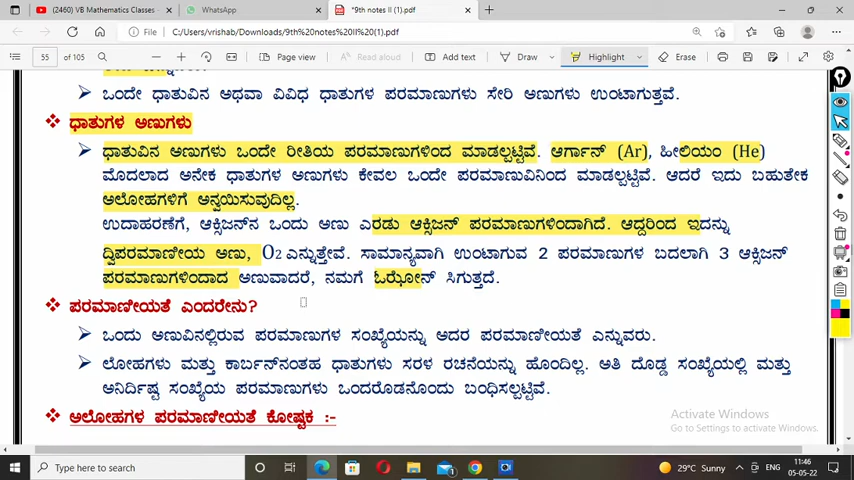 (2460) VB Mathematics Classes
WhatsApp
*9th notes II (1).pdf
File
C:/Users/vrishab/Downloads/9th%20notes%20II%20(1).pdf
55 of 105
Page view
Read aloud
Add text
Draw
Highlight
Erase
ಒಂದೇ ಧಾತುವಿನ ಅಥವಾ ವಿವಿಧ ಧಾತುಗಳ ಪರಮಾಣುಗಳು ಸೇರಿ ಅಣುಗಳು ಉಂಟಾಗುತ್ತವೆ.
ಧಾತುಗಳ ಅಣುಗಳು
ಧಾತುವಿನ ಅಣುಗಳು ಒಂದೇ ರೀತಿಯ ಪರಮಾಣುಗಳಿಂದ ಮಾಡಲ್ಪಟ್ಟಿವೆ. ಆರ್ಗಾನ್ (Ar), ಹೀಲಿಯಂ (He)
ಮೊದಲಾದ ಅನೇಕ ಧಾತುಗಳ ಅಣುಗಳು ಕೇವಲ ಒಂದೇ ಪರಮಾಣುವಿನಿಂದ ಮಾಡಲ್ಪಟ್ಟಿವೆ. ಆದರೆ ಇದು ಬಹುತೇಕ
ಅಲೋಹಗಳಿಗೆ ಅನ್ವಯಿಸುವುದಿಲ್ಲ.
ಉದಾಹರಣೆಗೆ, ಆಕ್ಸಿಜನ್‌ನ ಒಂದು ಅಣು ಎರಡು ಆಕ್ಸಿಜನ್ ಪರಮಾಣುಗಳಿಂದಾಗಿದೆ. ಆದ್ದರಿಂದ ಇದನ್ನು
ದ್ವಿಪರಮಾಣೀಯ ಅಣು, O2 ಎನ್ನುತ್ತೇವೆ. ಸಾಮಾನ್ಯವಾಗಿ ಉಂಟಾಗುವ 2 ಪರಮಾಣುಗಳ ಬದಲಾಗಿ 3 ಆಕ್ಸಿಜನ್
ಪರಮಾಣುಗಳಿಂದಾದ ಅಣುವಾದರೆ, ನಮಗೆ ಓಝೋನ್ ಸಿಗುತ್ತದೆ.
ಪರಮಾಣೀಯತೆ ಎಂದರೇನು?
ಒಂದು ಅಣುವಿನಲ್ಲಿರುವ ಪರಮಾಣುಗಳ ಸಂಖ್ಯೆಯನ್ನು ಅದರ ಪರಮಾಣೀಯತೆ ಎನ್ನುವರು.
ಲೋಹಗಳು ಮತ್ತು ಕಾರ್ಬನ್‌ನಂತಹ ಧಾತುಗಳು ಸರಳ ರಚನೆಯನ್ನು ಹೊಂದಿಲ್ಲ. ಅತಿ ದೊಡ್ಡ ಸಂಖ್ಯೆಯಲ್ಲಿ ಮತ್ತು
ಅನಿರ್ದಿಷ್ಟ ಸಂಖ್ಯೆಯ ಪರಮಾಣುಗಳು ಒಂದರೊಡನೊಂದು ಬಂಧಿಸಲ್ಪಟ್ಟಿವೆ.
ಅಲೋಹಗಳ ಪರಮಾಣೀಯತೆ ಕೋಷ್ಟಕ :-
Activate Windows
Go to Settings to activate Windows.
Type here to search
29°C Sunny
ENG
11:46
05-05-22